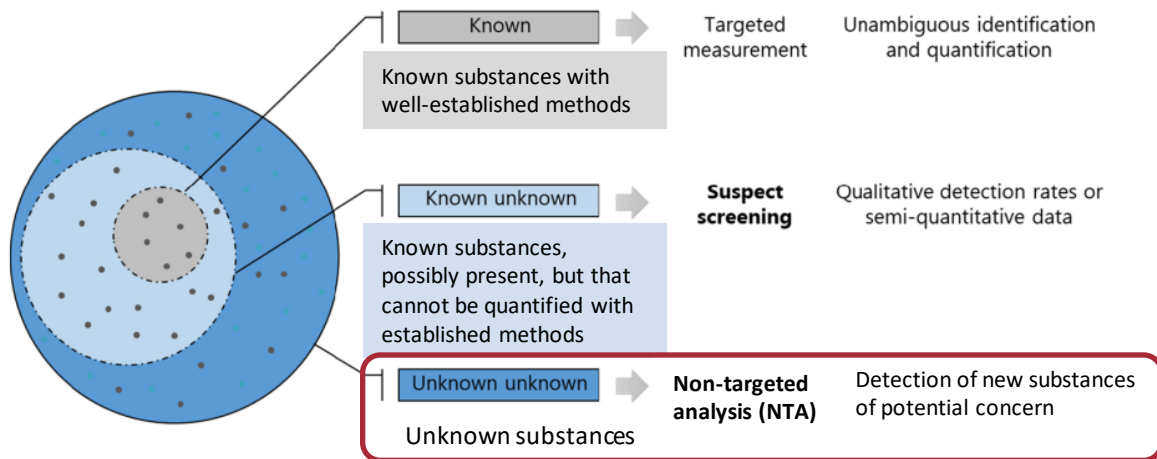 Known
Targeted
measurement
Unambiguous identification
and quantification
Known substances with
well-established methods
Known unknown
Suspect
screening
Qualitative detection rates or
semi-quantitative data
Known substances,
possibly present, but that
cannot be quantified with
established methods
Unknown unknown
Non-targeted
analysis (NTA)
Detection of new substances
of potential concern
Unknown substances